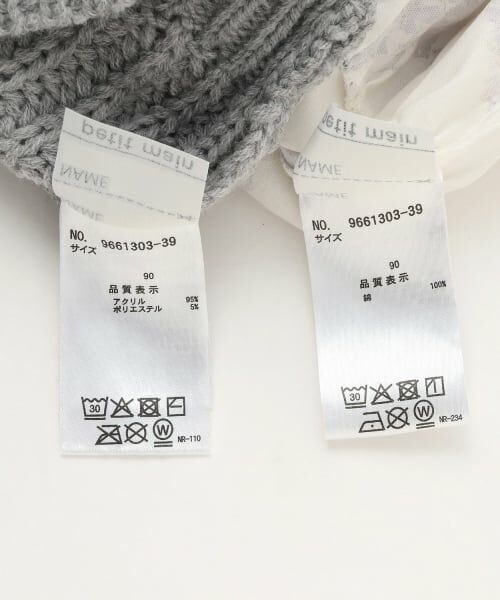 petit main
NAME
NO. 9661303-39
サイズ
90
品質表示
アクリル 95%
ポリエステル 5%
30
W
NR-110
petit main
NAME
NO. 9661303-39
サイズ
90
品質表示
綿 100%
30
W
NR-234